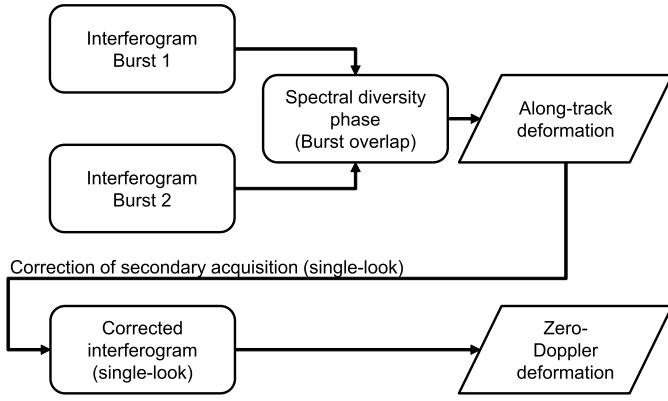 Interferogram
Burst 1
Spectral diversity
phase
(Burst overlap)
Along-track
deformation
Interferogram
Burst 2
Correction of secondary acquisition (single-look)
Corrected
interferogram
(single-look)
Zero-
Doppler
deformation